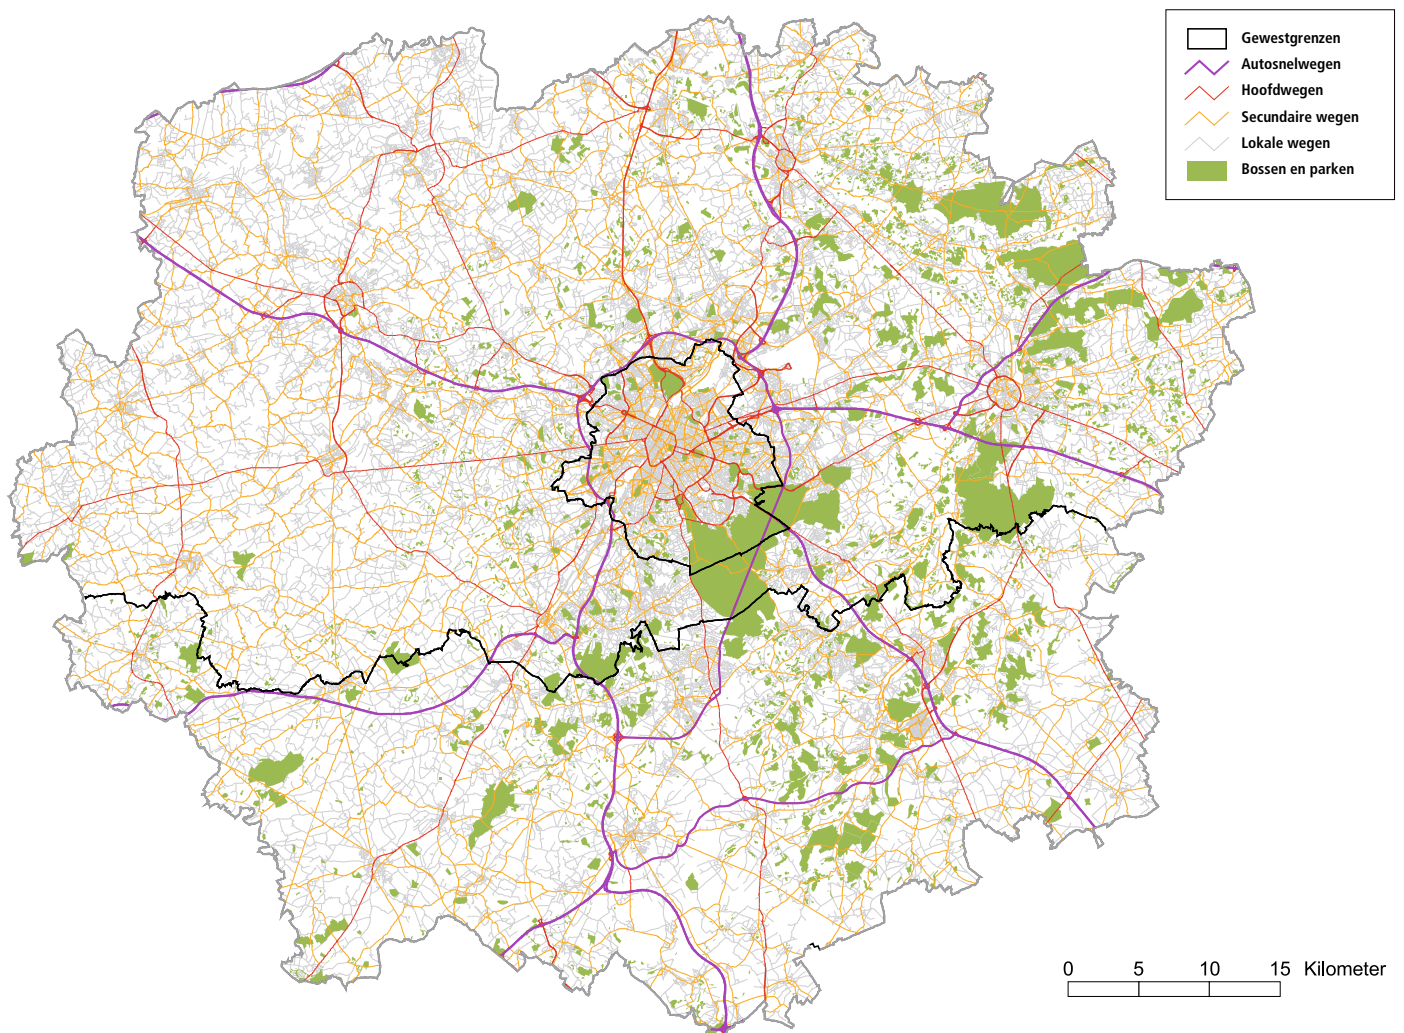 Gewestgrenzen
Autosnelwegen
Hoofdwegen
Secundaire wegen
Lokale wegen
Bossen en parken
0 5 10 15 Kilometer